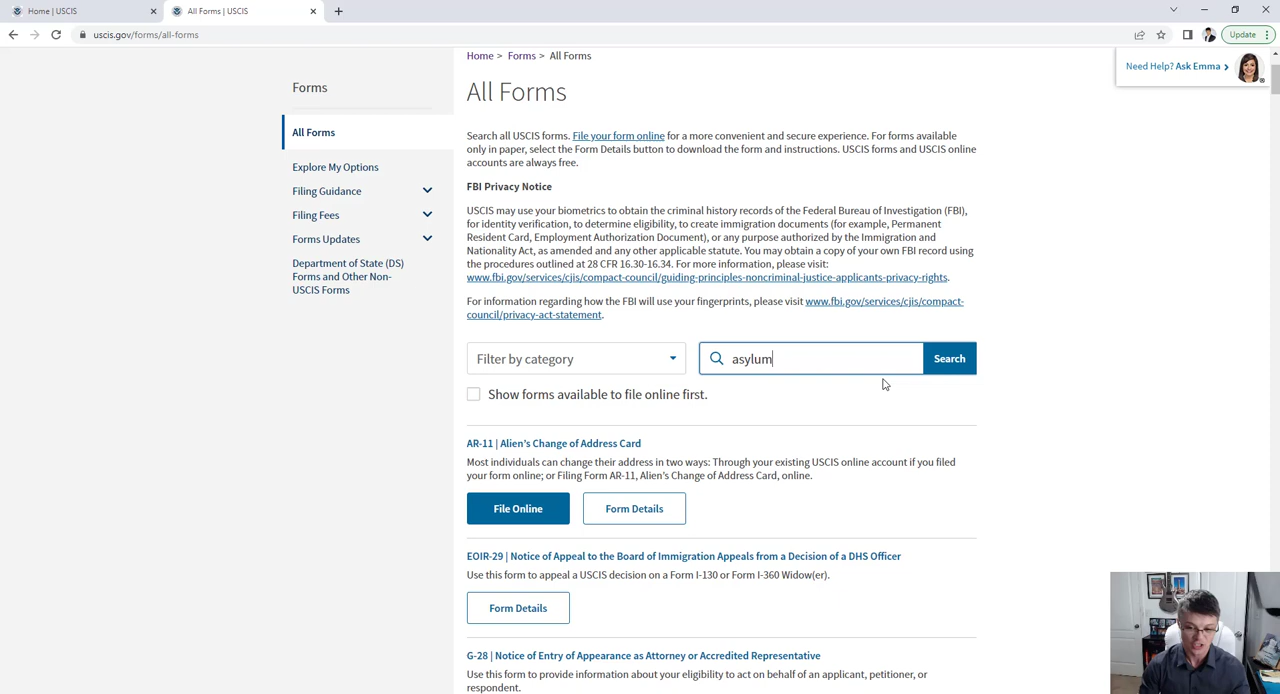 Home | USCIS
All Forms | USCIS
uscis.gov/forms/all-forms
Update
Need Help? Ask Emma
Home > Forms > All Forms
Forms
All Forms
Explore My Options
Filing Guidance
Filing Fees
Forms Updates
Department of State (DS)
Forms and Other Non-
USCIS Forms
All Forms
Search all USCIS forms. File your form online for a more convenient and secure experience. For forms available
only in paper, select the Form Details button to download the form and instructions. USCIS forms and USCIS online
accounts are always free.
FBI Privacy Notice
USCIS may use your biometrics to obtain the criminal history records of the Federal Bureau of Investigation (FBI),
for identity verification, to determine eligibility, to create immigration documents (for example, Permanent
Resident Card, Employment Authorization Document), or any purpose authorized by the Immigration and
Nationality Act, as amended and any other applicable statute. You may obtain a copy of your own FBI record using
the procedures outlined at 28 CFR 16.30-16.34. For more information, please visit:
www.fbi.gov/services/cjis/compact-council/guiding-principles-noncriminal-justice-applicants-privacy-rights.
For information regarding how the FBI will use your fingerprints, please visit www.fbi.gov/services/cjis/compact-
council/privacy-act-statement.
Filter by category
asylum
Search
Show forms available to file online first.
AR-11 | Alien's Change of Address Card
Most individuals can change their address in two ways: Through your existing USCIS online account if you filed
your form online; or Filing Form AR-11, Alien's Change of Address Card, online.
File Online
Form Details
EOIR-29 | Notice of Appeal to the Board of Immigration Appeals from a Decision of a DHS Officer
Use this form to appeal a USCIS decision on a Form I-130 or Form I-360 Widow(er).
Form Details
G-28 | Notice of Entry of Appearance as Attorney or Accredited Representative
Use this form to provide information about your eligibility to act on behalf of an applicant, petitioner, or
respondent.